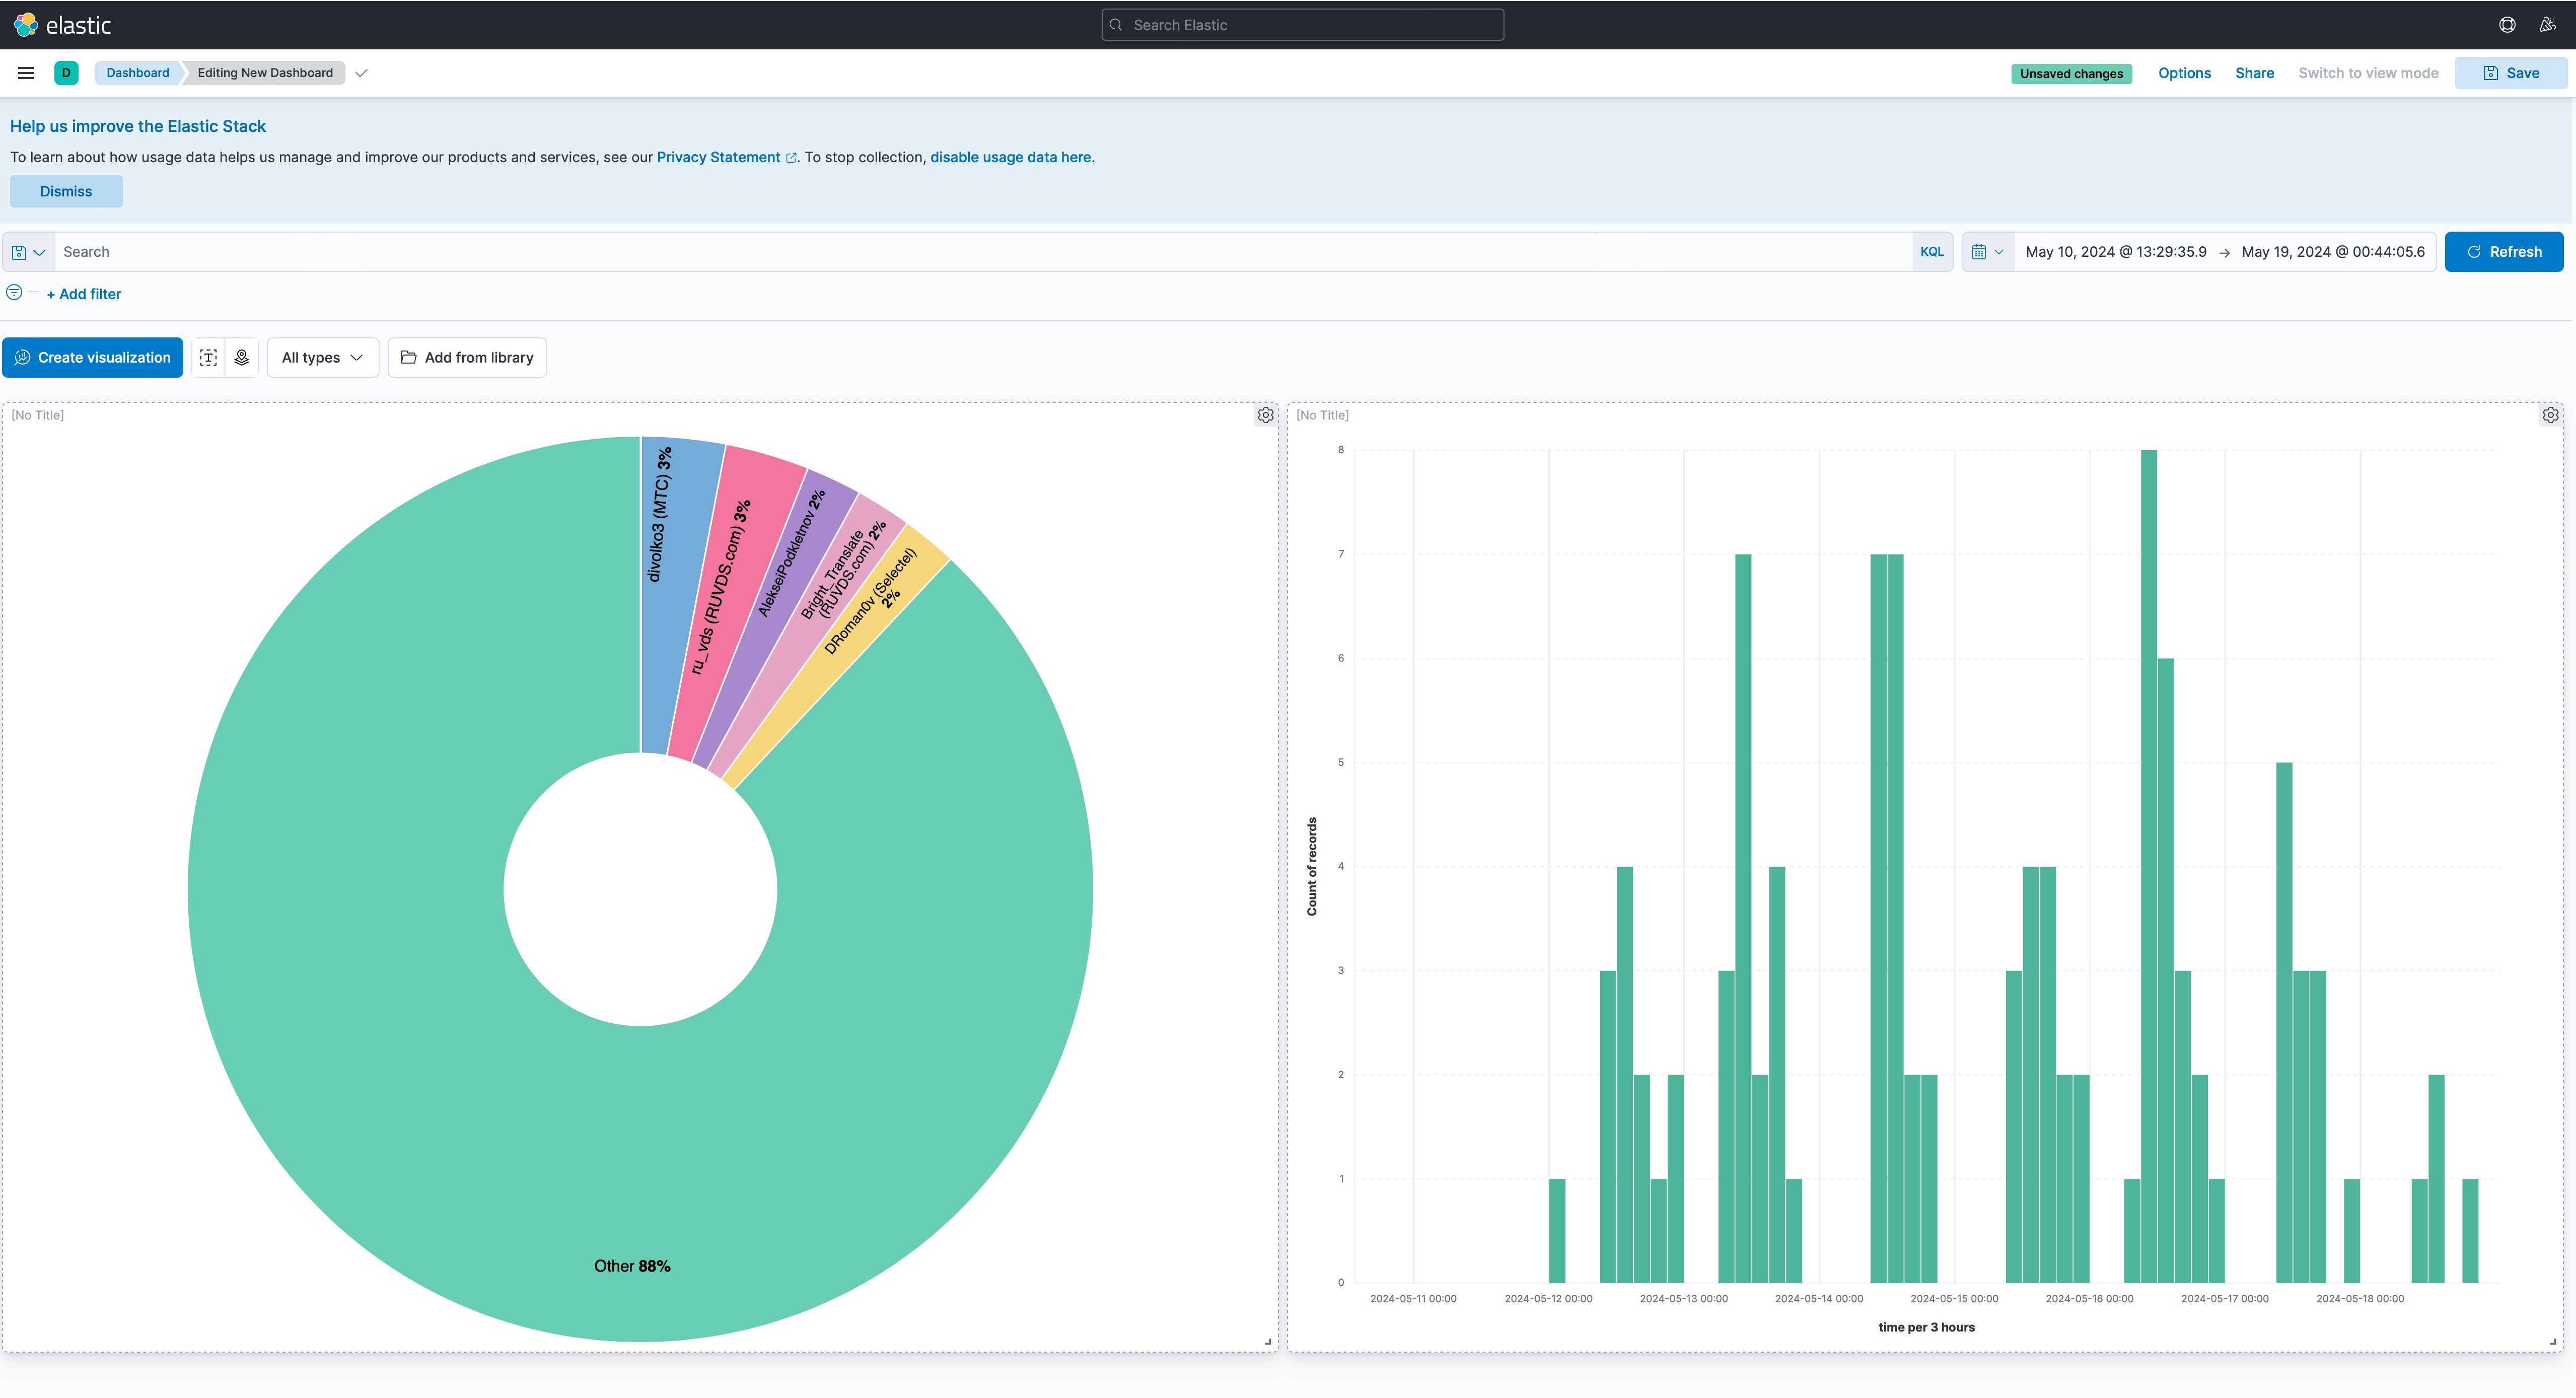 elastic
Search Elastic
D
Dashboard
Editing New Dashboard
Unsaved changes
Options
Share
Switch to view mode
Save
Help us improve the Elastic Stack
To learn about how usage data helps us manage and improve our products and services, see our Privacy Statement. To stop collection, disable usage data here.
Dismiss
Search
KQL
May 10, 2024 @ 13:29:35.9 → May 19, 2024 @ 00:44:05.6
Refresh
+ Add filter
Create visualization
All types
Add from library
[No Title]
divolko3 (MTC) 3%
ru_vds (RUVDS.com) 3%
AlekseiPodkletnov 2%
Bright_Translate
(RUVDS.com) 2%
DRoman0v (Selectel)
2%
Other 88%
[No Title]
8
7
6
5
4
3
2
1
0
Count of records
2024-05-11 00:00
2024-05-12 00:00
2024-05-13 00:00
2024-05-14 00:00
2024-05-15 00:00
2024-05-16 00:00
2024-05-17 00:00
2024-05-18 00:00
time per 3 hours